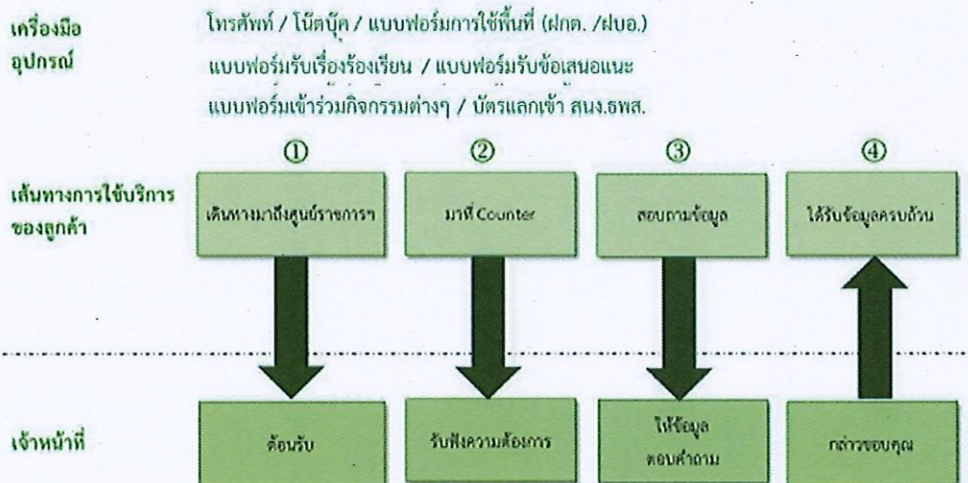 เครื่องมือ
อุปกรณ์
โทรศัพท์ / โน๊ตบุ๊ค / แบบฟอร์มการใช้พื้นที่ (ฝกต. /ฝบอ.)
แบบฟอร์มรับเรื่องร้องเรียน / แบบฟอร์มรับข้อเสนอแนะ
แบบฟอร์มเข้าร่วมกิจกรรมต่างๆ / บัตรแลกเข้า สนง.ธพส.
① ② ③ ④
เส้นทางการใช้บริการ
ของลูกค้า
เดินทางมาถึงศูนย์ราชการฯ
มาที่ Counter
สอบถามข้อมูล
ได้รับข้อมูลครบถ้วน
เจ้าหน้าที่
ต้อนรับ
รับฟังความต้องการ
ให้ข้อมูล
ตอบคำถาม
กล่าวขอบคุณ